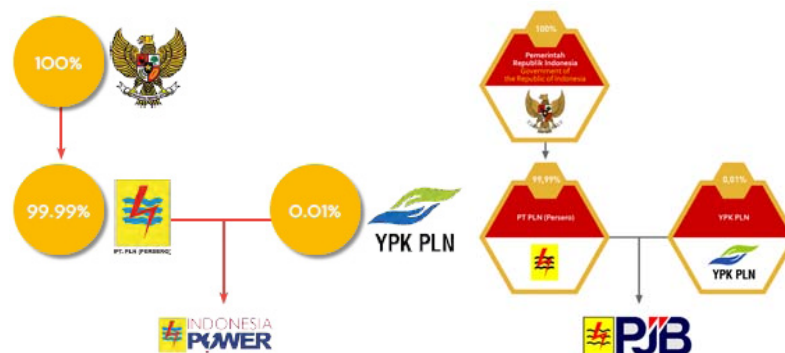 100%
99.99%
PT. PLN (PERSERO)
0.01%
YPK PLN
INDONESIA
POWER
100%
Pemerintah
Republik Indonesia
Government of
the Republic of Indonesia
99,99%
PT PLN (Persero)
0,01%
YPK PLN
YPK PLN
PJB